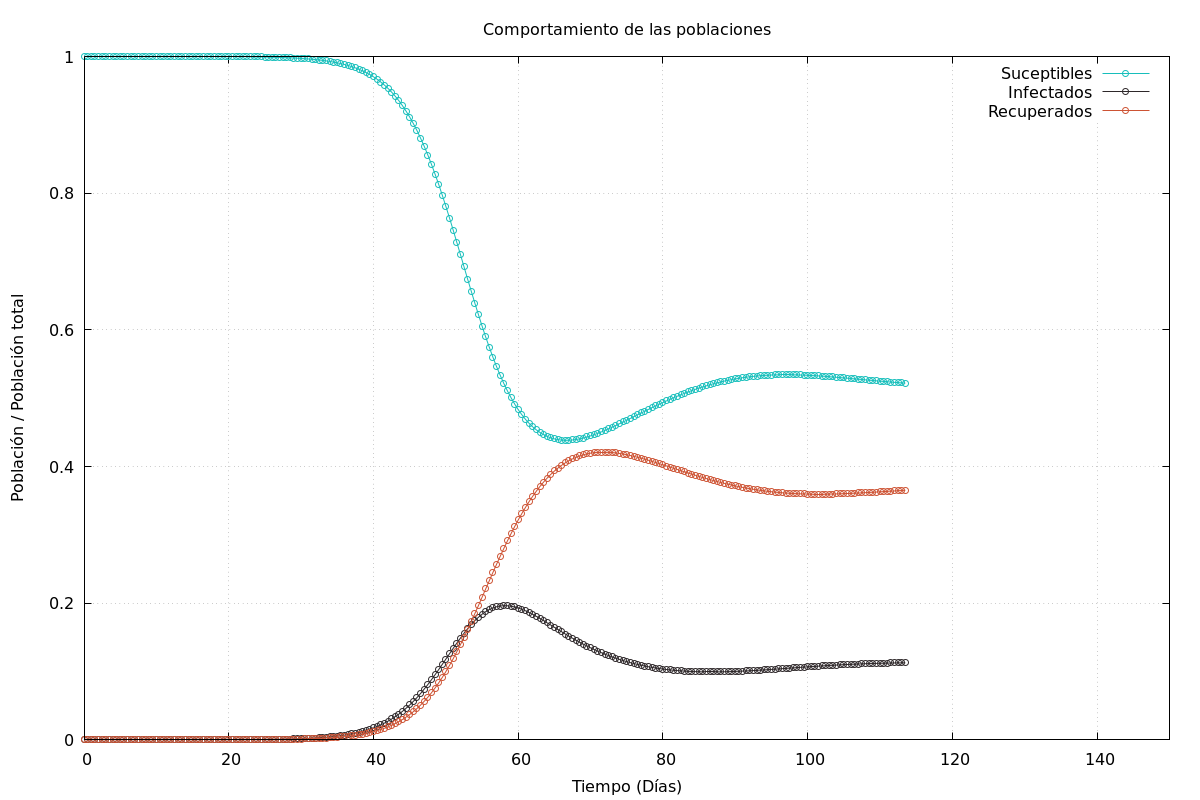 Comportamiento de las poblaciones
Suceptibles
Infectados
Recuperados
Población / Población total
1
0.8
0.6
0.4
0.2
0
0 20 40 60 80 100 120 140
Tiempo (Días)